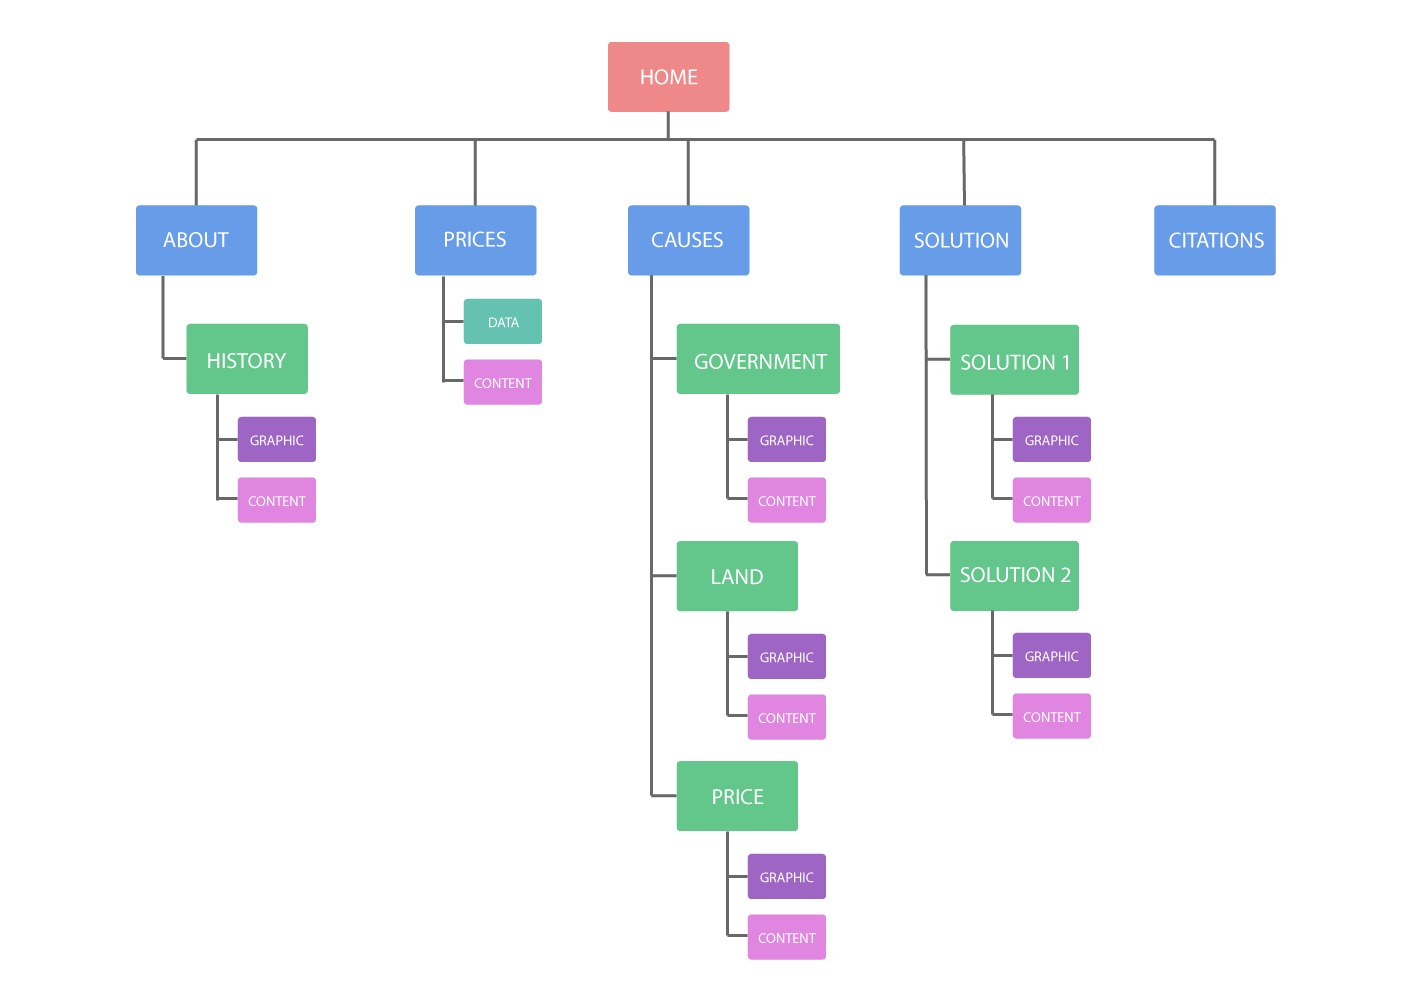 HOME
ABOUT
PRICES
CAUSES
SOLUTION
CITATIONS
HISTORY
GRAPHIC
CONTENT
DATA
CONTENT
GOVERNMENT
GRAPHIC
CONTENT
LAND
GRAPHIC
CONTENT
PRICE
GRAPHIC
CONTENT
SOLUTION 1
GRAPHIC
CONTENT
SOLUTION 2
GRAPHIC
CONTENT